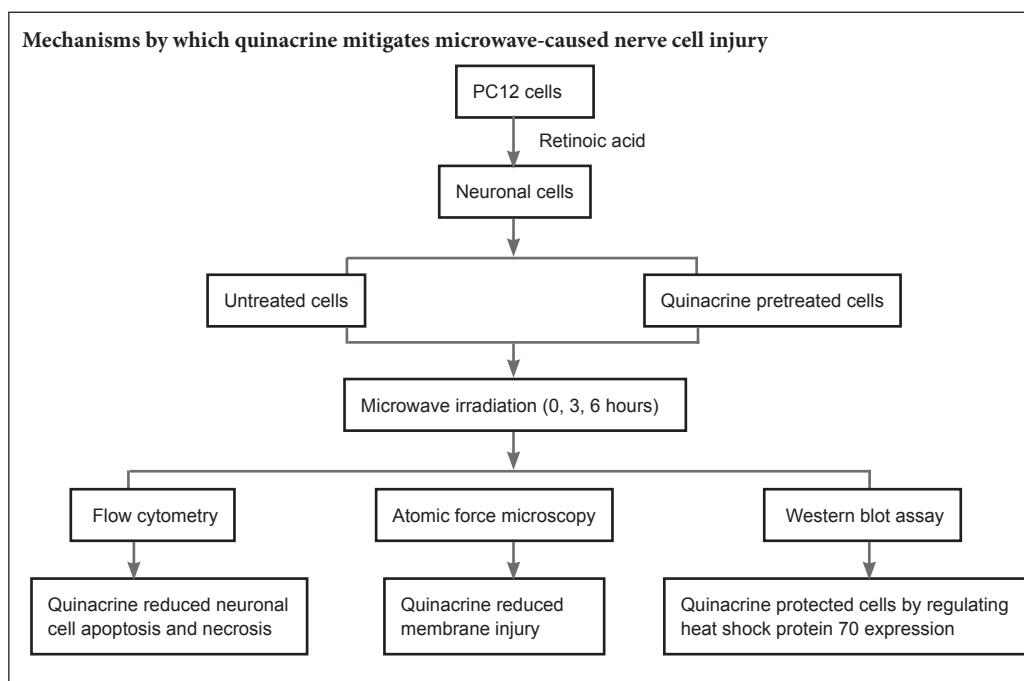 Mechanisms by which quinacrine mitigates microwave-caused nerve cell injury
PC12 cells
Retinoic acid
Neuronal cells
Untreated cells
Quinacrine pretreated cells
Microwave irradiation (0, 3, 6 hours)
Flow cytometry
Atomic force microscopy
Western blot assay
Quinacrine reduced neuronal
cell apoptosis and necrosis
Quinacrine reduced
membrane injury
Quinacrine protected cells by regulating
heat shock protein 70 expression